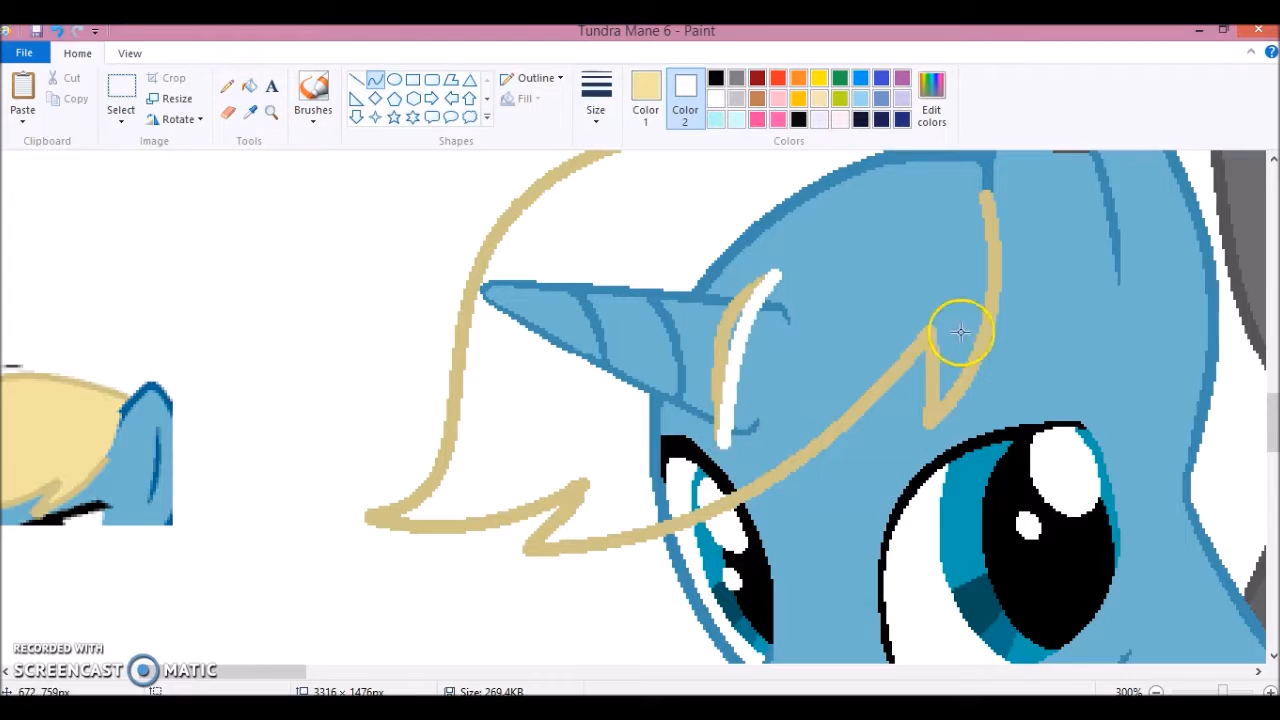 Tundra Mane 6 - Paint
File Home View
Paste
Cut
Copy
Clipboard
Select
Crop
Resize
Rotate
Image
Tools
Brushes
Shapes
Outline
Fill
Size
Color 1
Color 2
Edit colors
Colors
RECORDED WITH
SCREENCAST MATIC
672, 759px
3316 × 1476px
Size: 269.4KB
300%